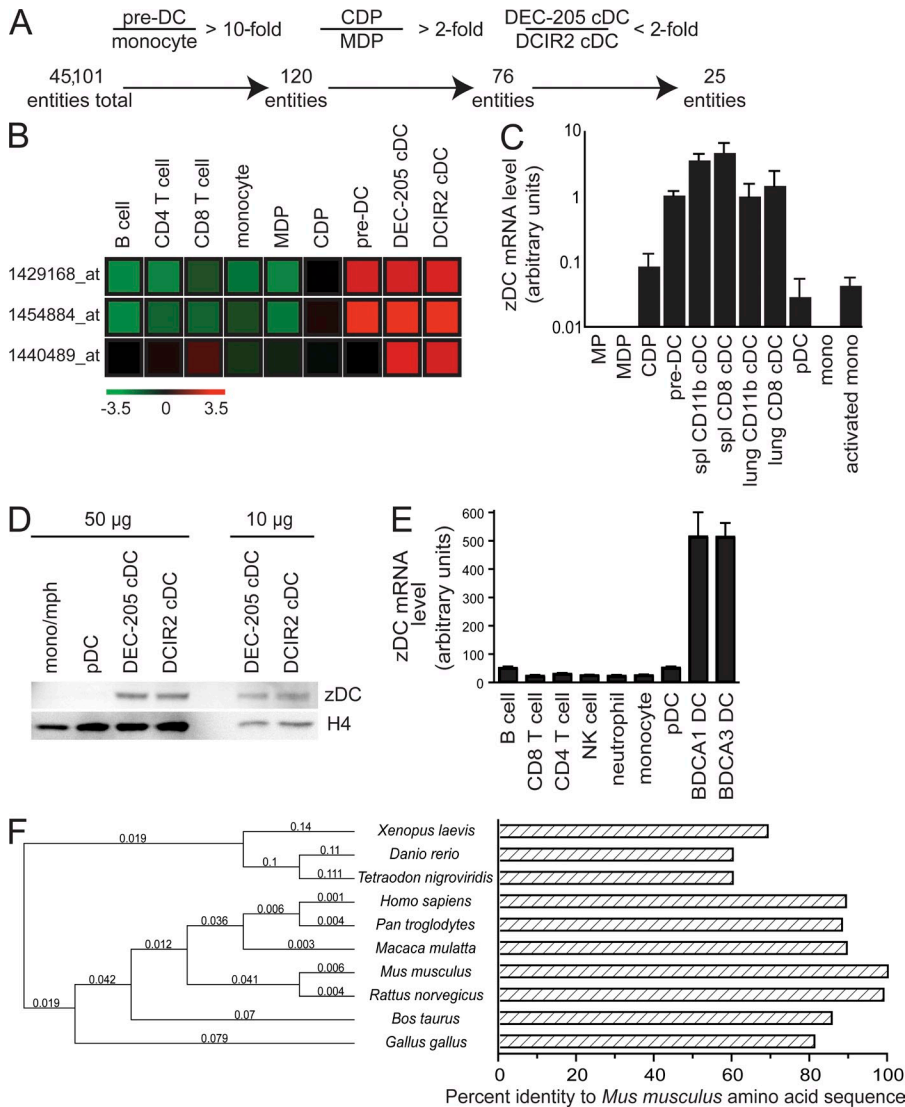 A
pre-DC
monocyte
> 10-fold
CDP
MDP
> 2-fold
DEC-205 cDC
DCIR2 cDC
< 2-fold
45,101
entities total
120
entities
76
entities
25
entities
B
B cell
CD4 T cell
CD8 T cell
monocyte
MDP
CDP
pre-DC
DEC-205 cDC
DCIR2 cDC
1429168_at
1454884_at
1440489_at
-3.5 0 3.5
C
zDC mRNA level
(arbitrary units)
10
1
0.1
0.01
MP
MDP
CDP
pre-DC
spl CD11b cDC
spl CD8 cDC
lung CD11b cDC
lung CD8 cDC
pDC
mono
activated mono
D
50 µg
10 µg
mono/mph
pDC
DEC-205 cDC
DCIR2 cDC
DEC-205 cDC
DCIR2 cDC
zDC
H4
E
zDC mRNA
level
(arbitrary units)
600
500
400
300
200
100
0
B cell
CD8 T cell
CD4 T cell
NK cell
neutrophil
monocyte
pDC
BDCA1 DC
BDCA3 DC
F
0.019
0.14
0.1
0.11
0.111
0.001
0.006
0.004
0.036
0.003
0.012
0.006
0.041
0.004
0.042
0.07
0.019
0.079
Xenopus laevis
Danio rerio
Tetraodon nigroviridis
Homo sapiens
Pan troglodytes
Macaca mulatta
Mus musculus
Rattus norvegicus
Bos taurus
Gallus gallus
0 20 40 60 80 100
Percent identity to Mus musculus amino acid sequence